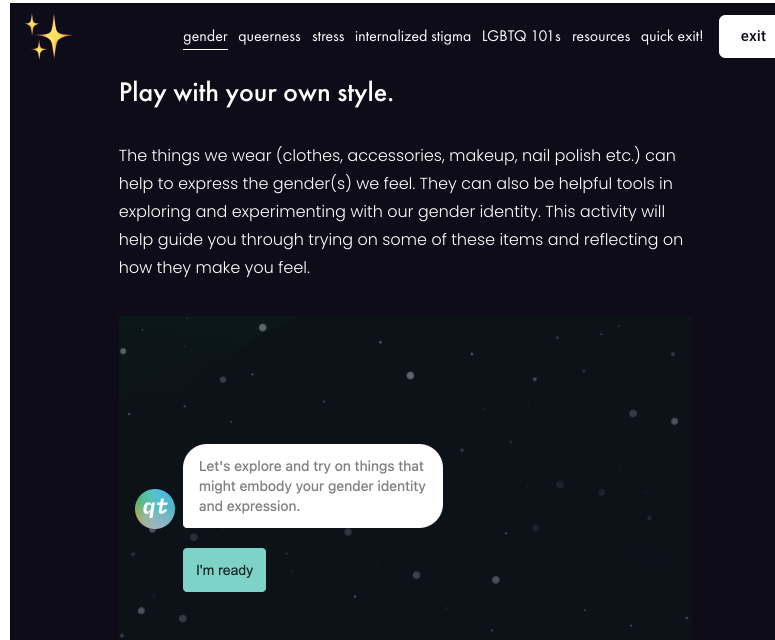 gender queerness stress internalized stigma LGBTQ 101s resources quick exit! exit
Play with your own style.
The things we wear (clothes, accessories, makeup, nail polish etc.) can
help to express the gender(s) we feel. They can also be helpful tools in
exploring and experimenting with our gender identity. This activity will
help guide you through trying on some of these items and reflecting on
how they make you feel.
Let's explore and try on things that
might embody your gender identity
and expression.
qt
I'm ready